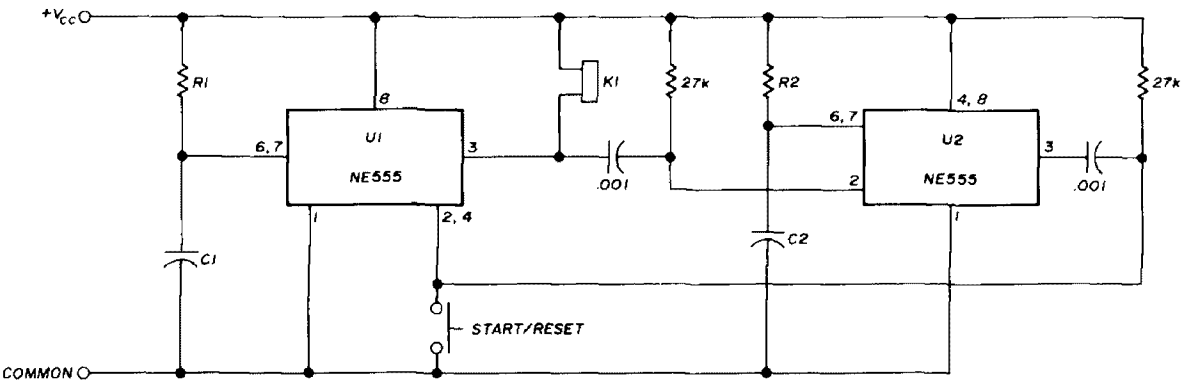 +VCC
R1
8
K1
27k
R2
4, 8
27k
6, 7
U1
NE555
3
.001
6, 7
2
U2
NE555
3
.001
1
2, 4
1
C1
C2
START/RESET
COMMON